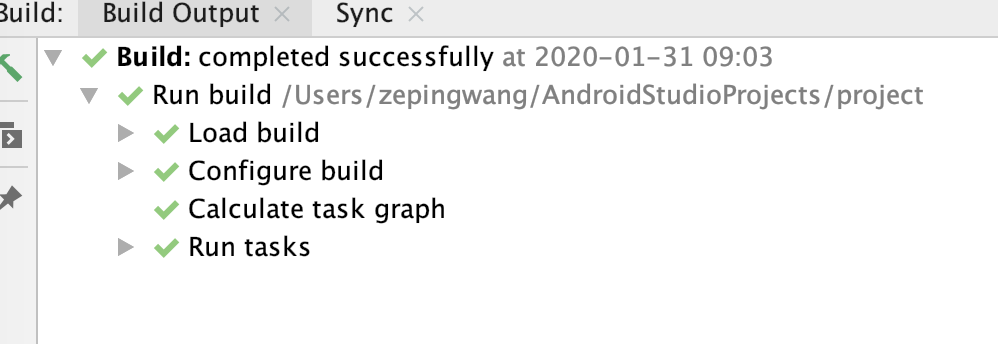 Build: Build Output Sync
Build: completed successfully at 2020-01-31 09:03
Run build /Users/zepingwang/AndroidStudioProjects/project
Load build
Configure build
Calculate task graph
Run tasks